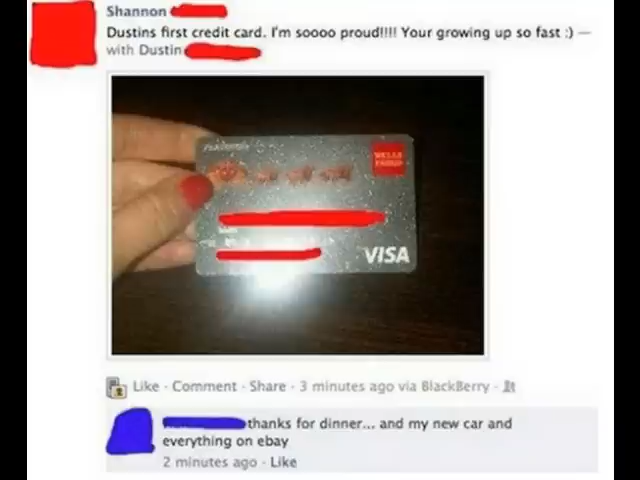 Shannon
Dustins first credit card. I'm soooo proud!!!! Your growing up so fast :) —
with Dustin
WELLS
FARGO
VISA
Like · Comment · Share · 3 minutes ago via BlackBerry ·
thanks for dinner... and my new car and
everything on ebay
2 minutes ago · Like